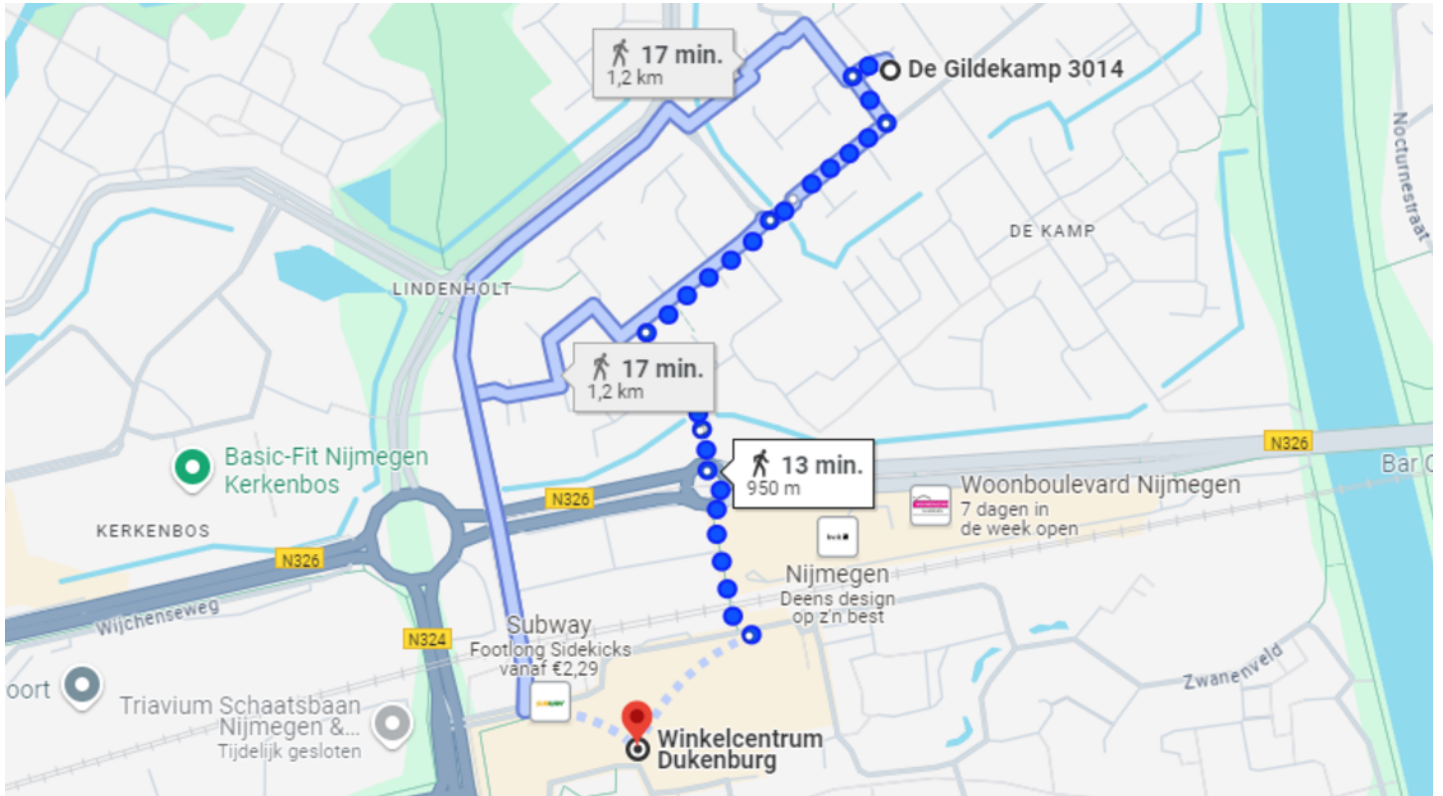 17 min.
1,2 km
De Gildekamp 3014
Nocturnestraat
DE KAMP
LINDENHOLT
17 min.
1,2 km
N326
Bar
Basic-Fit Nijmegen
Kerkenbos
13 min.
950 m
Woonboulevard Nijmegen
7 dagen in
de week open
N326
KERKENBOS
N326
Nijmegen
Deens design
op z'n best
Wijchenseweg
Subway
Footlong Sidekicks
vanaf €2,29
N324
Zwanenveld
oort
Triavium Schaatsbaan
Nijmegen &...
Tijdelijk gesloten
Winkelcentrum
Dukenburg